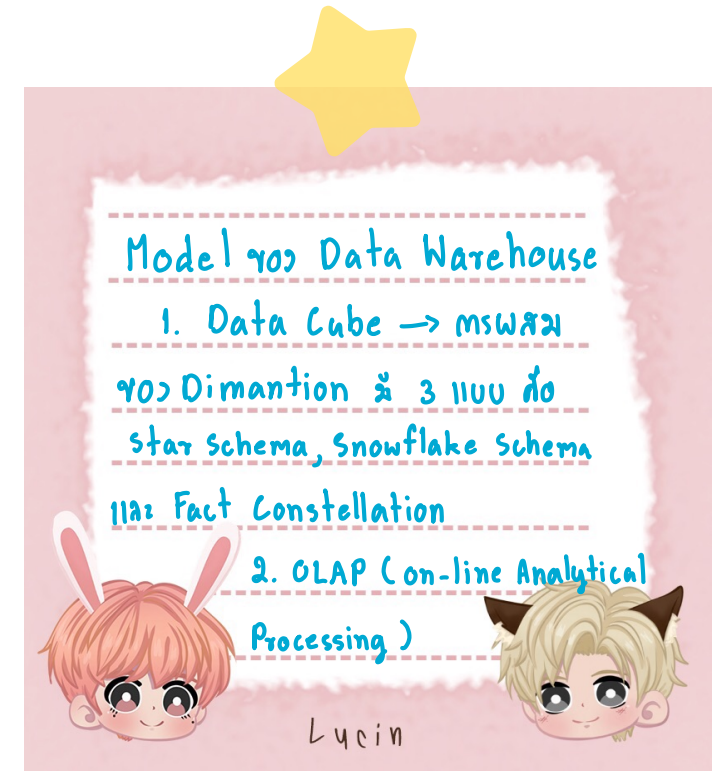 Model ของ Data Warehouse
1. Data Cube → การผสม
ของ Dimantion มี 3 แบบ คือ
Star Schema, Snowflake Schema
และ Fact Constellation
2. OLAP (on-line Analytical
Processing)
Lucin